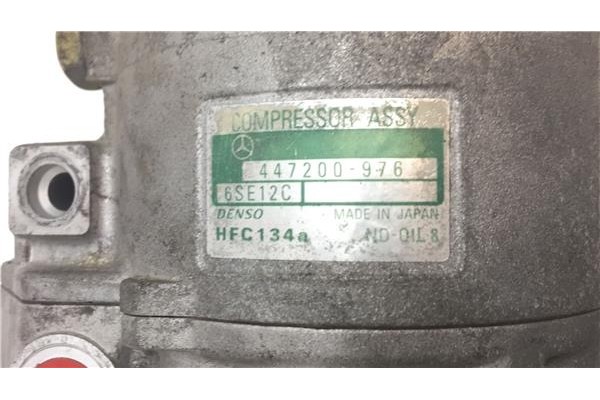 COMPRESSOR ASSY
447200-976
6SE12C
DENSO MADE IN JAPAN
HFC134a ND-OIL 8